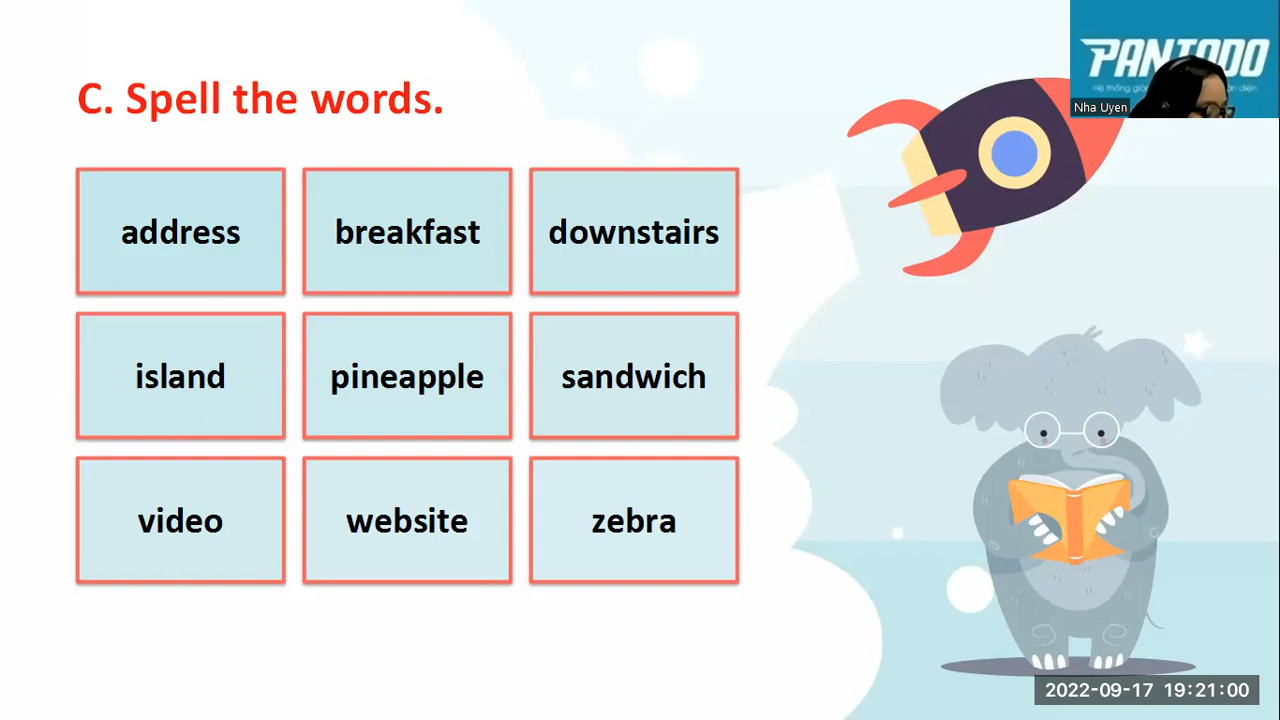 C. Spell the words.
PANTADO
Nha Uyen
address breakfast downstairs
island pineapple sandwich
video website zebra
2022-09-17 19:21:00